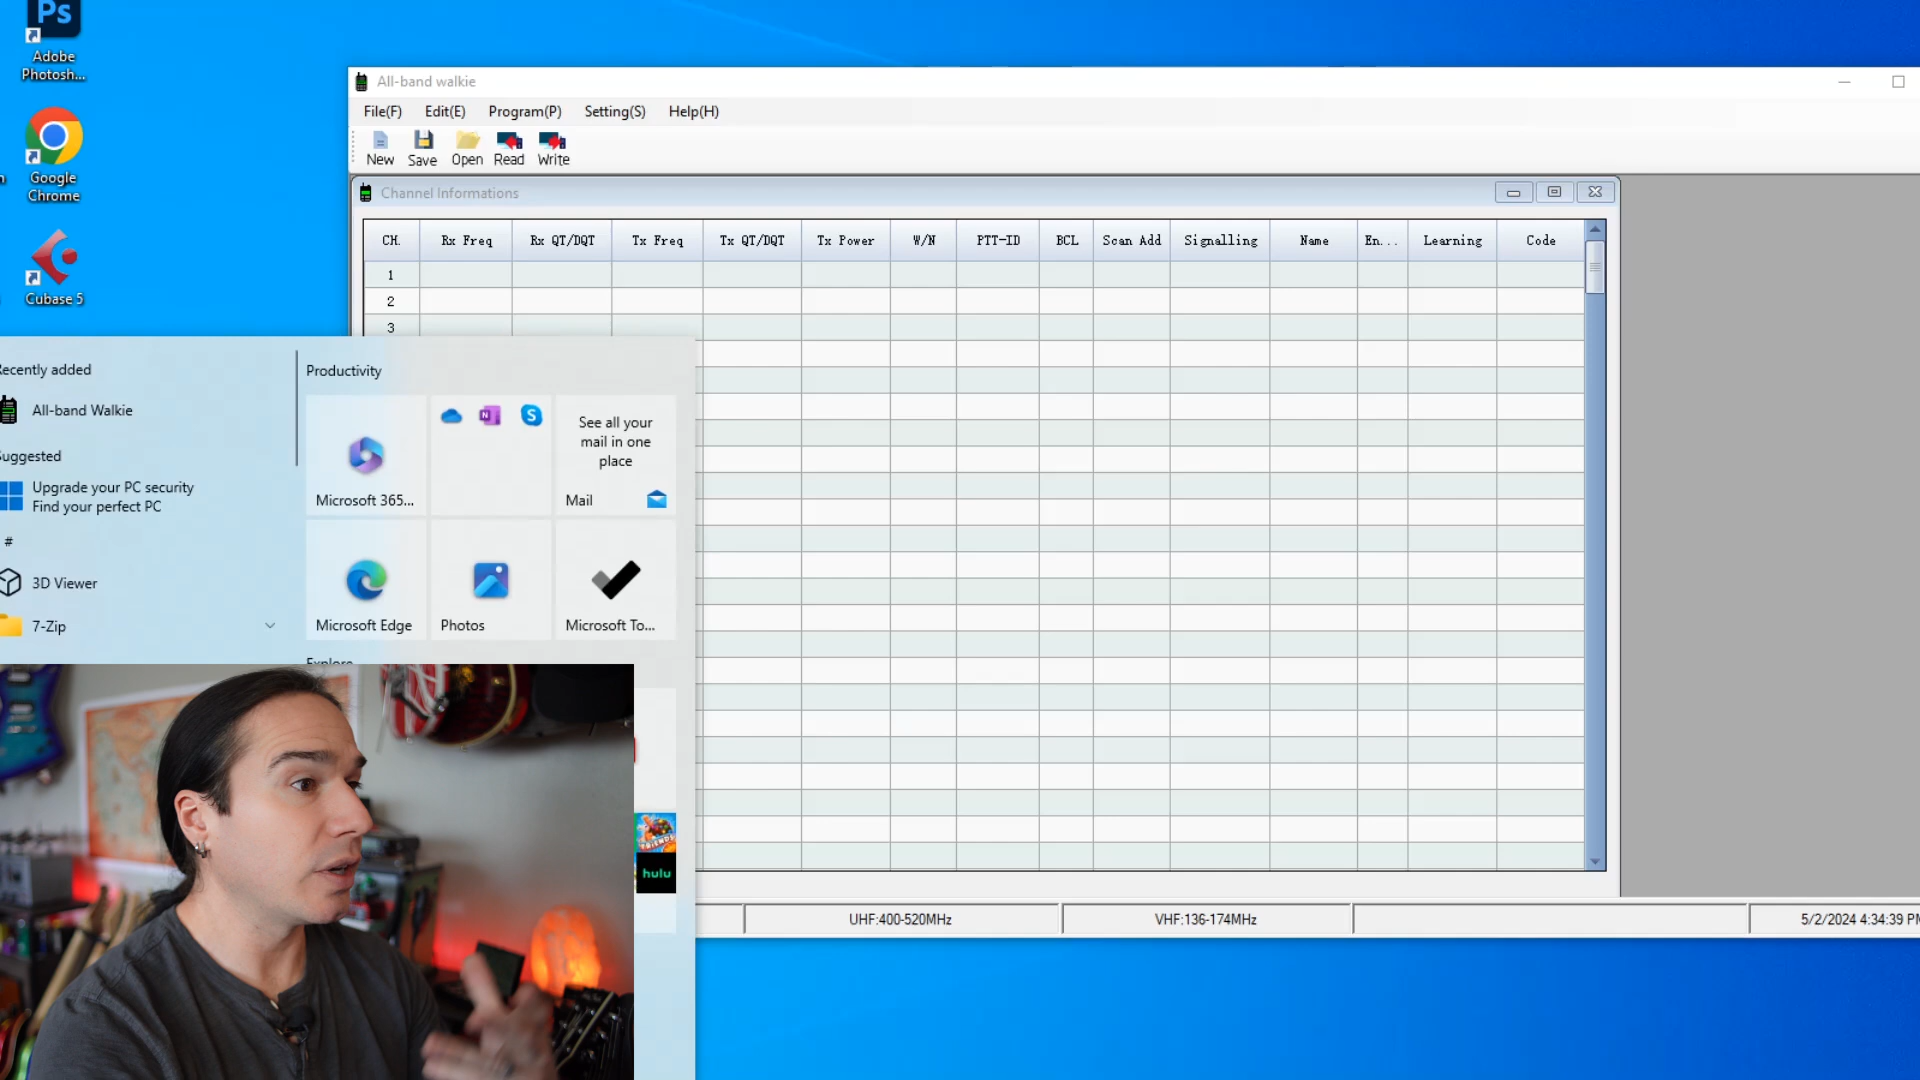 Ps
Adobe
Photosh...
Google
Chrome
Cubase 5
All-band walkie
File(F) Edit(E) Program(P) Setting(S) Help(H)
New Save Open Read Write
Channel Informations
CH. Rx Freq Rx QT/DQT Tx Freq Tx QT/DQT Tx Power W/N PTT-ID BCL Scan Add Signalling Name En... Learning Code
1
2
3
ecently added
All-band Walkie
uggested
Upgrade your PC security
Find your perfect PC
#
3D Viewer
7-Zip
Productivity
Microsoft 365...
N
S
See all your
mail in one
place
Mail
Microsoft Edge
Photos
Microsoft To...
hulu
UHF:400-520MHz VHF:136-174MHz 5/2/2024 4:34:39 PM